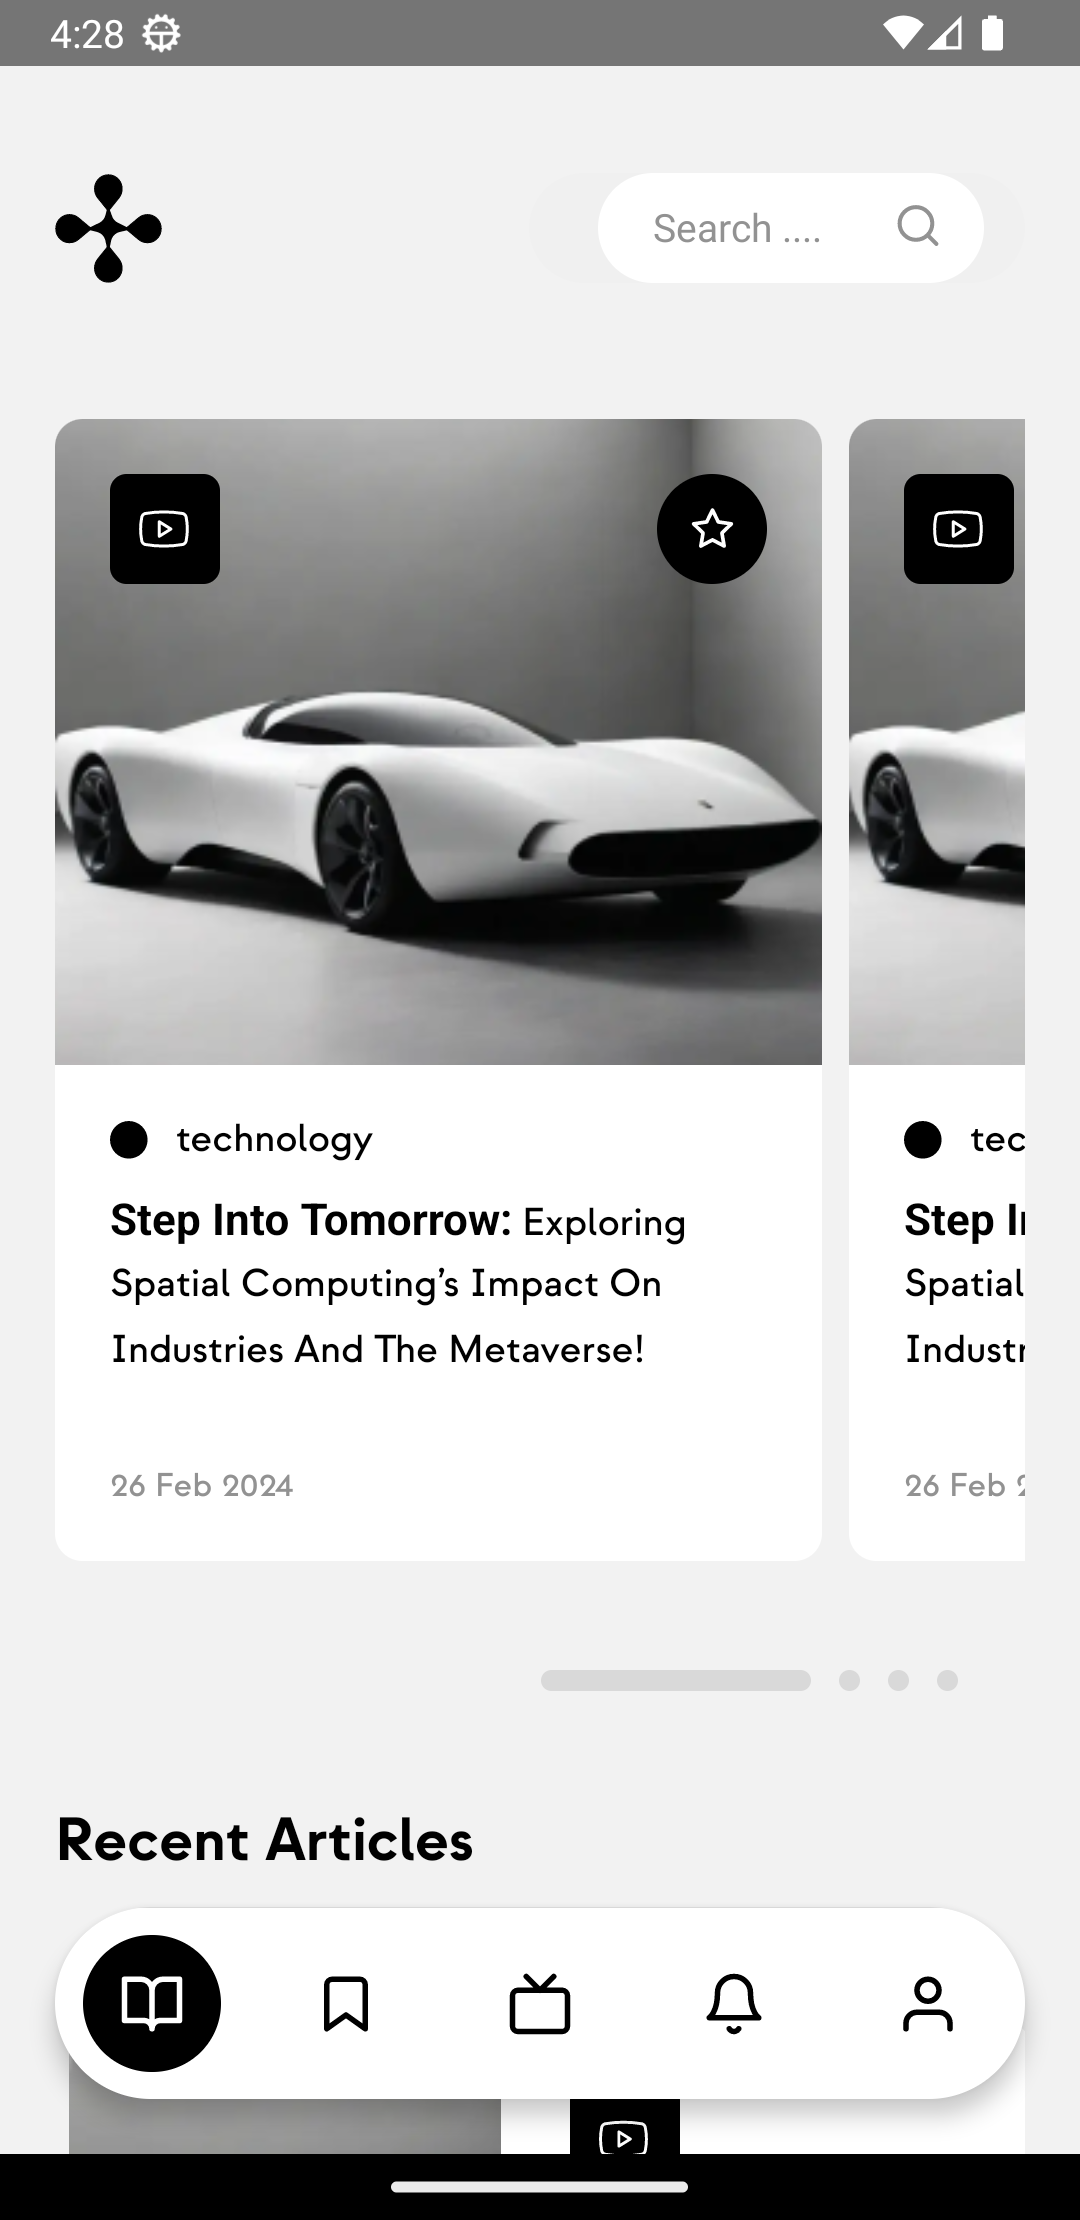 4:28
Search ....
technology
Step Into Tomorrow: Exploring
Spatial Computing’s Impact On
Industries And The Metaverse!
26 Feb 2024
tec
Step I
Spatial
Indust
26 Feb
Recent Articles